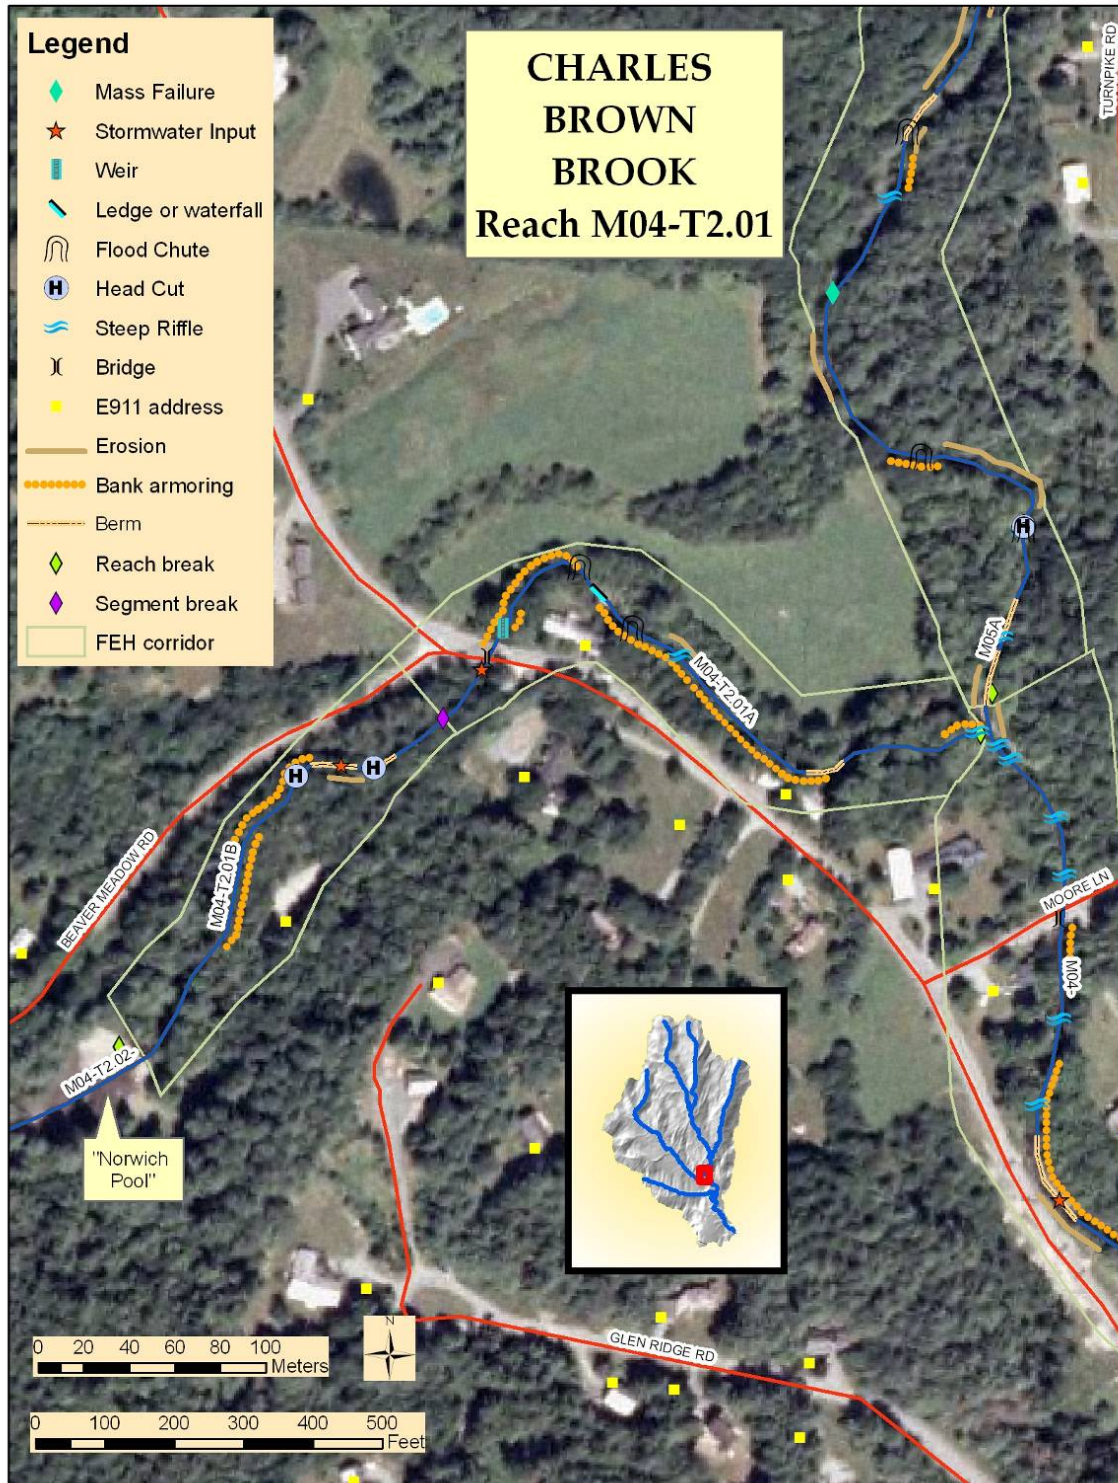 Legend
Mass Failure
Stormwater Input
Weir
Ledge or waterfall
Flood Chute
H
Head Cut
Steep Riffle
Bridge
E911 address
Erosion
Bank armoring
Berm
Reach break
Segment break
FEH corridor
CHARLES
BROWN
BROOK
Reach M04-T2.01
TURNPIKE RD
H
M05A
M04-T2.01A
H
H
M04-T2.01B
BEAVER MEADOW RD
MOORE LN
M04-
M04-T2.02-
"Norwich
Pool"
GLEN RIDGE RD
N
0 20 40 60 80 100
Meters
0 100 200 300 400 500
Feet